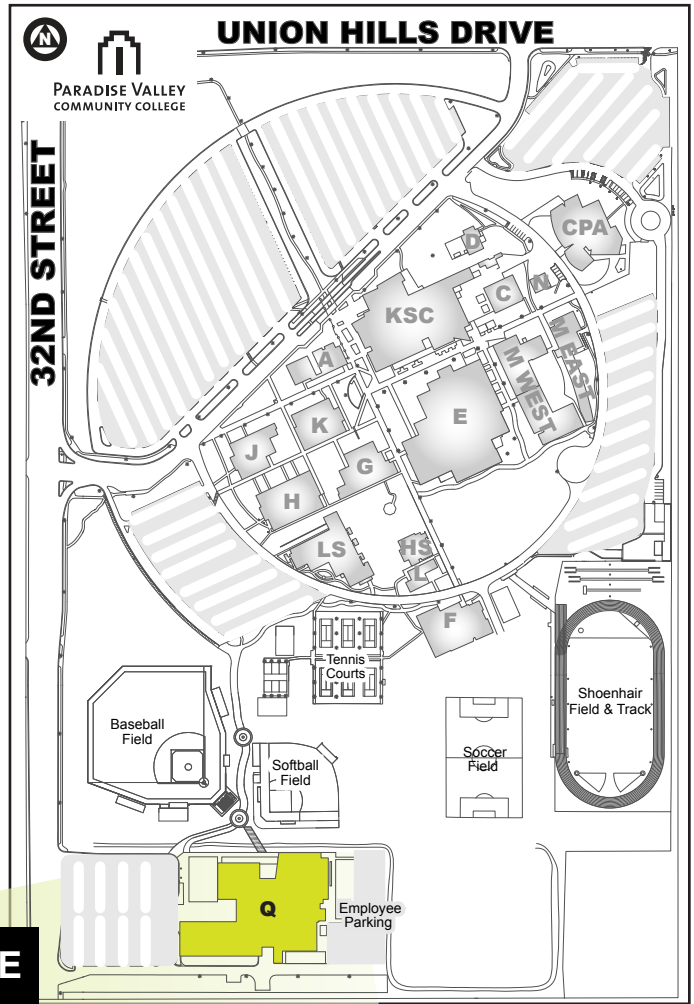 UNION HILLS DRIVE
N
PARADISE VALLEY
COMMUNITY COLLEGE
32ND STREET
CPA
D
C
N
KSC
M EAST
M WEST
A
E
K
J
G
H
LS
HS
L
F
Tennis
Courts
Shoenhair
Field & Track
Baseball
Field
Soccer
Field
Softball
Field
Q
Employee
Parking
E